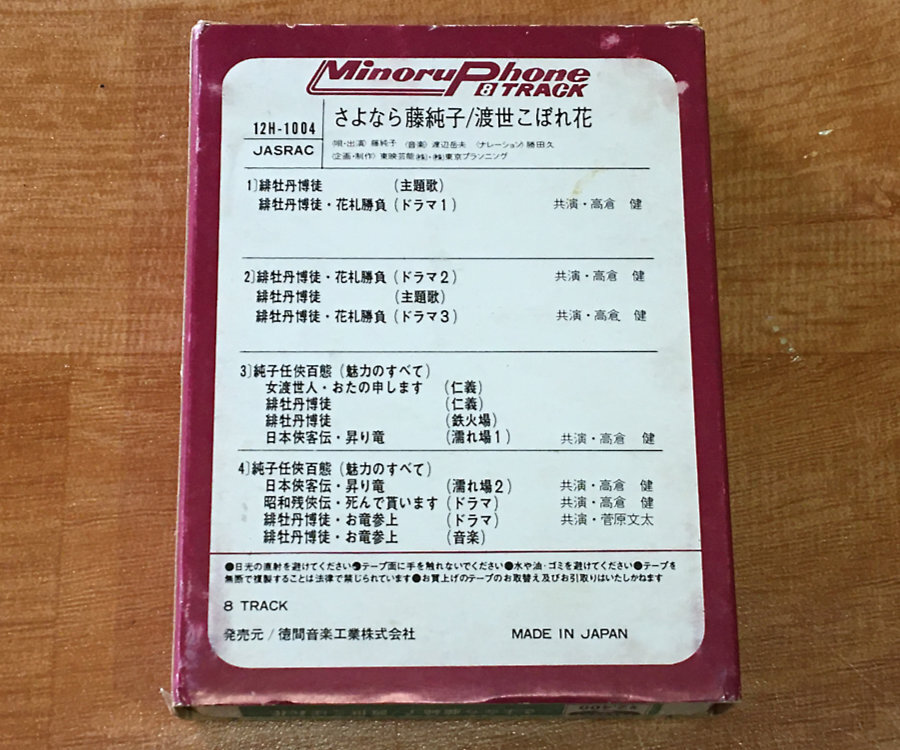 MinoruPhone
8 TRACK
12H-1004
JASRAC
さよなら藤純子/渡世こぼれ花
〈唄・出演〉藤純子 〈音楽〉渡辺岳夫 〈ナレーション〉勝田久
〈企画・制作〉東映芸能(株)・(株)東京プランニング
1〕緋牡丹博徒 (主題歌)
緋牡丹博徒・花札勝負(ドラマ1) 共演・高倉 健
2〕緋牡丹博徒・花札勝負(ドラマ2) 共演・高倉 健
緋牡丹博徒 (主題歌)
緋牡丹博徒・花札勝負(ドラマ3) 共演・高倉 健
3〕純子任俠百態(魅力のすべて)
女渡世人・おたの申します (仁義)
緋牡丹博徒 (仁義)
緋牡丹博徒 (鉄火場)
日本俠客伝・昇り竜 (濡れ場1) 共演・高倉 健
4〕純子任俠百態(魅力のすべて)
日本俠客伝・昇り竜 (濡れ場2) 共演・高倉 健
昭和残俠伝・死んで貰います(ドラマ) 共演・高倉 健
緋牡丹博徒・お竜参上 (ドラマ) 共演・菅原文太
緋牡丹博徒・お竜参上 (音楽)
●日光の直射を避けてください●テープ面に手を触れないでください●水や油・ゴミを避けてください●テープを
無断で複製することは法律で禁じられています●お買上げのテープのお取替え及びお引取りはいたしかねます
8 TRACK
発売元/徳間音楽工業株式会社 MADE IN JAPAN